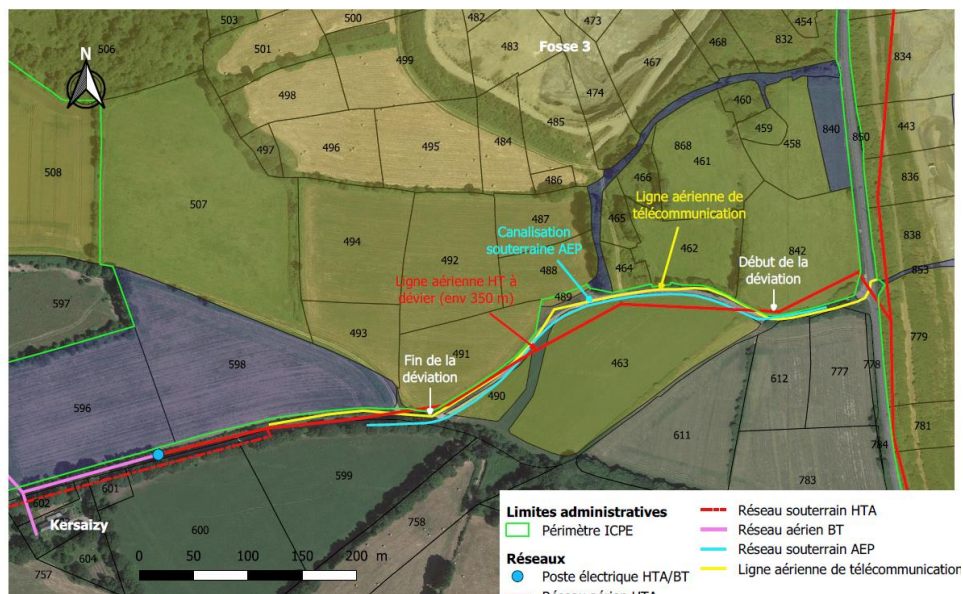 506
503
500
482
473
454
501
499
483
Fosse 3
468
832
834
N
467
498
474
485
460
443
497
496
495
484
459
840
850
868
458
508
486
466
461
836
507
Ligne aérienne de
télécommunication
487
465
494
Canalisation
souterraine AEP
462
838
492
488
464
Début de la
déviation
842
853
597
Ligne aérienne HT à
dévier (env 350 m)
489
493
491
463
779
598
Fin de la
déviation
612
777
778
596
490
611
781
784
599
783
601
602
600
758
Kersaizy
604
757
0 50 100 150 200 m
Limites administratives
Périmètre ICPE
Réseaux
Poste électrique HTA/BT
Réseau aérien HTA
Réseau souterrain HTA
Réseau aérien BT
Réseau souterrain AEP
Ligne aérienne de télécommunication